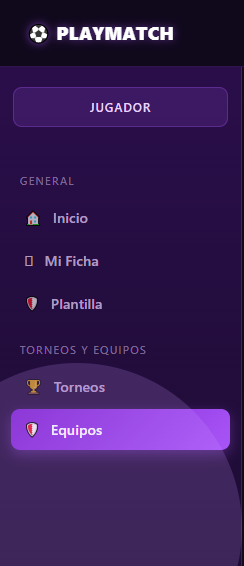 PLAYMATCH
JUGADOR
GENERAL
Inicio
Mi Ficha
Plantilla
TORNEOS Y EQUIPOS
Torneos
Equipos